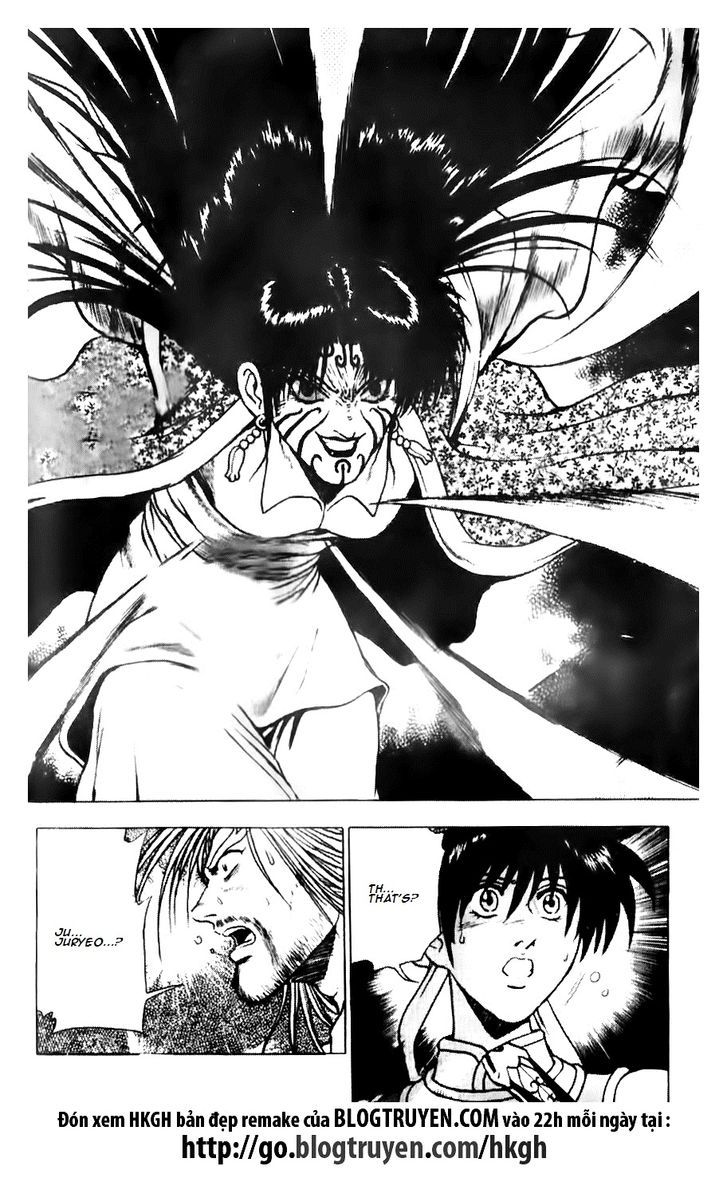 JU...
JURYEO...?
TH...
THAT'S?
Đón xem HKGH bản đẹp remake của BLOGTRUYEN.COM vào 22h mỗi ngày tại :
http://go.blogtruyen.com/hkgh